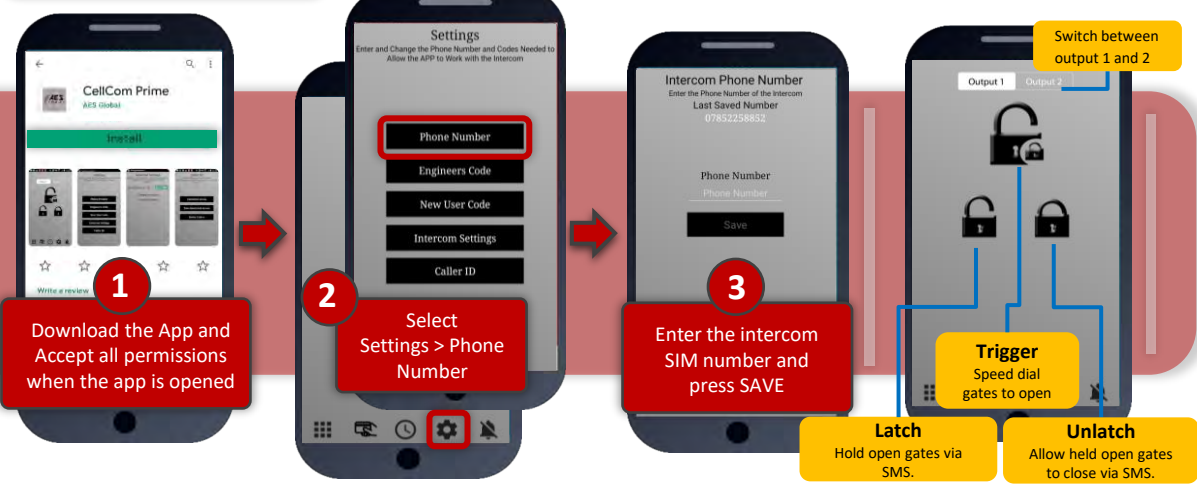 CellCom Prime
AES Global
install
Write a review
1
Download the App and
Accept all permissions
when the app is opened
Settings
Enter and Change the Phone Number and Codes Needed to
Allow the APP to Work with the Intercom
Phone Number
Engineers Code
New User Code
Intercom Settings
Caller ID
2
Select
Settings > Phone
Number
Intercom Phone Number
Enter the Phone Number of the Intercom
Last Saved Number
07852258852
Phone Number
Phone Number
Save
3
Enter the intercom
SIM number and
press SAVE
Switch between
output 1 and 2
Output 1
Output 2
Trigger
Speed dial
gates to open
Latch
Hold open gates via
SMS.
Unlatch
Allow held open gates
to close via SMS.